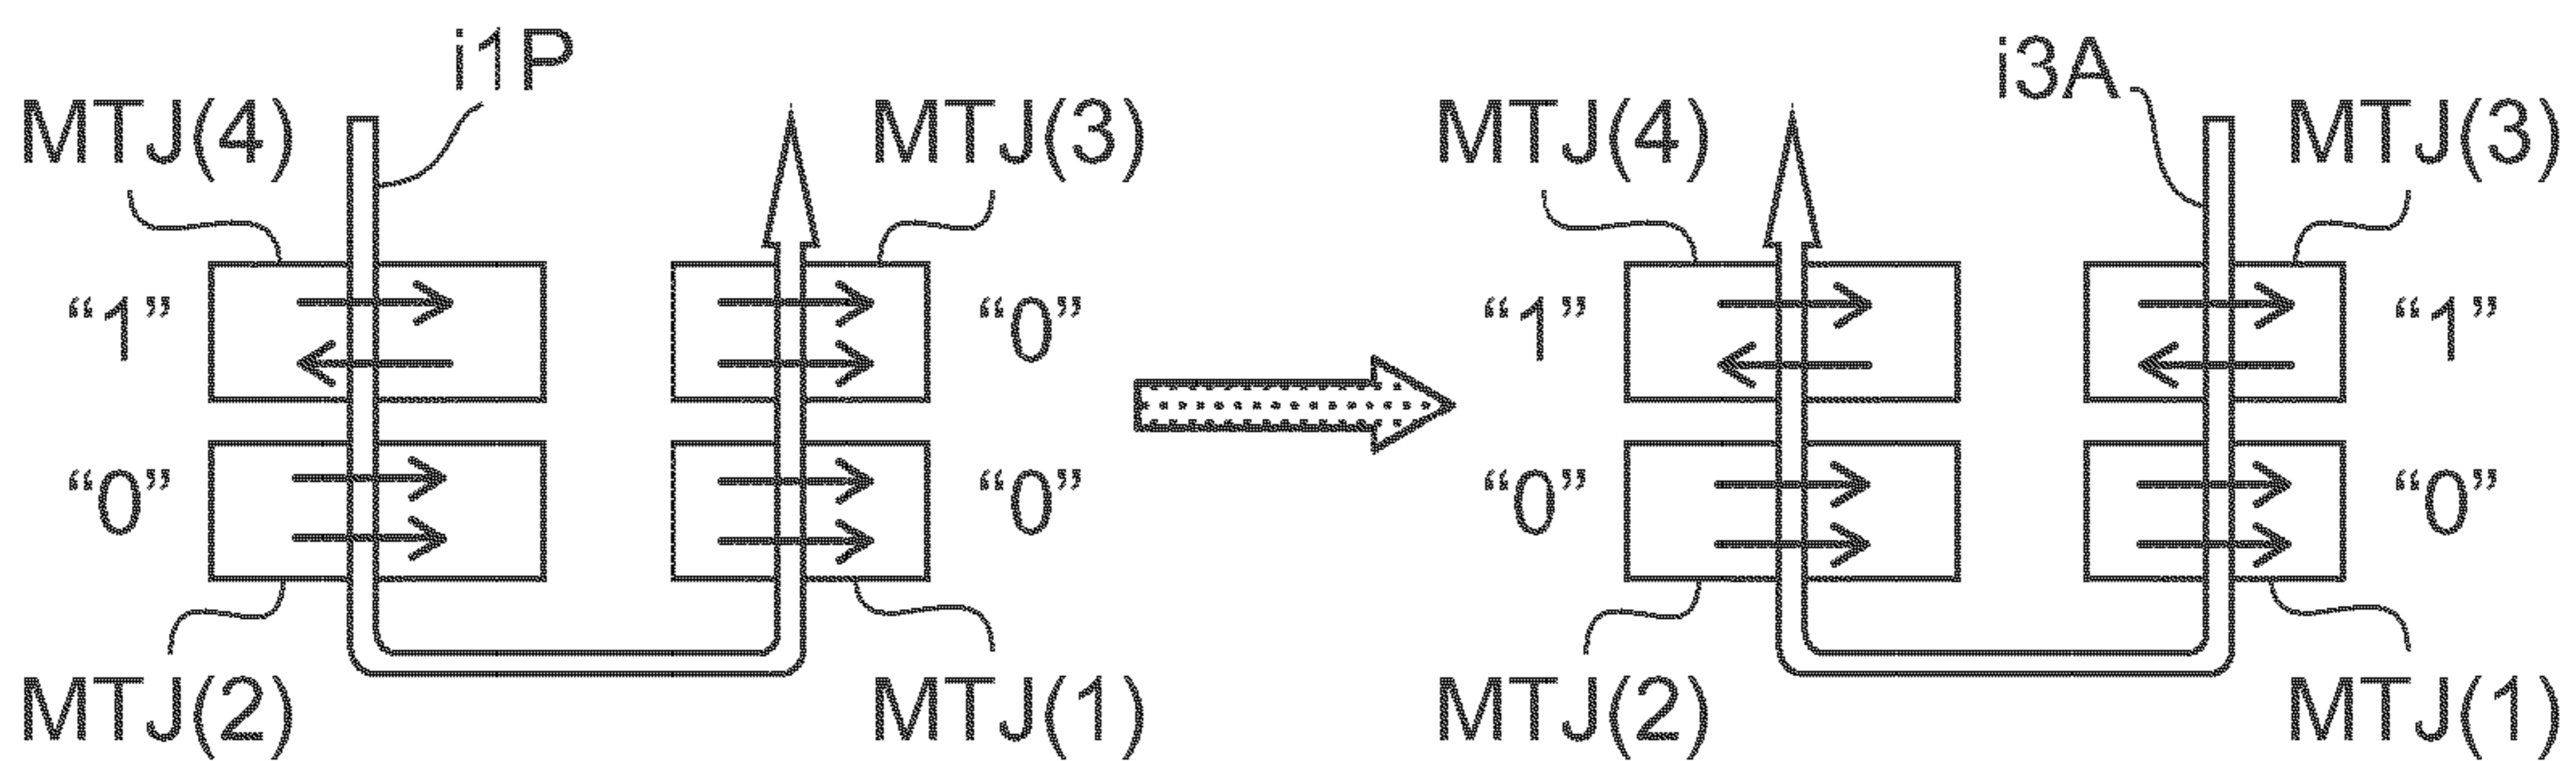 i1P
i3A
MTJ(4) MTJ(3) MTJ(4) MTJ(3)
“1” “0” “1” “1”
“0” “0” “0” “0”
MTJ(2) MTJ(1) MTJ(2) MTJ(1)